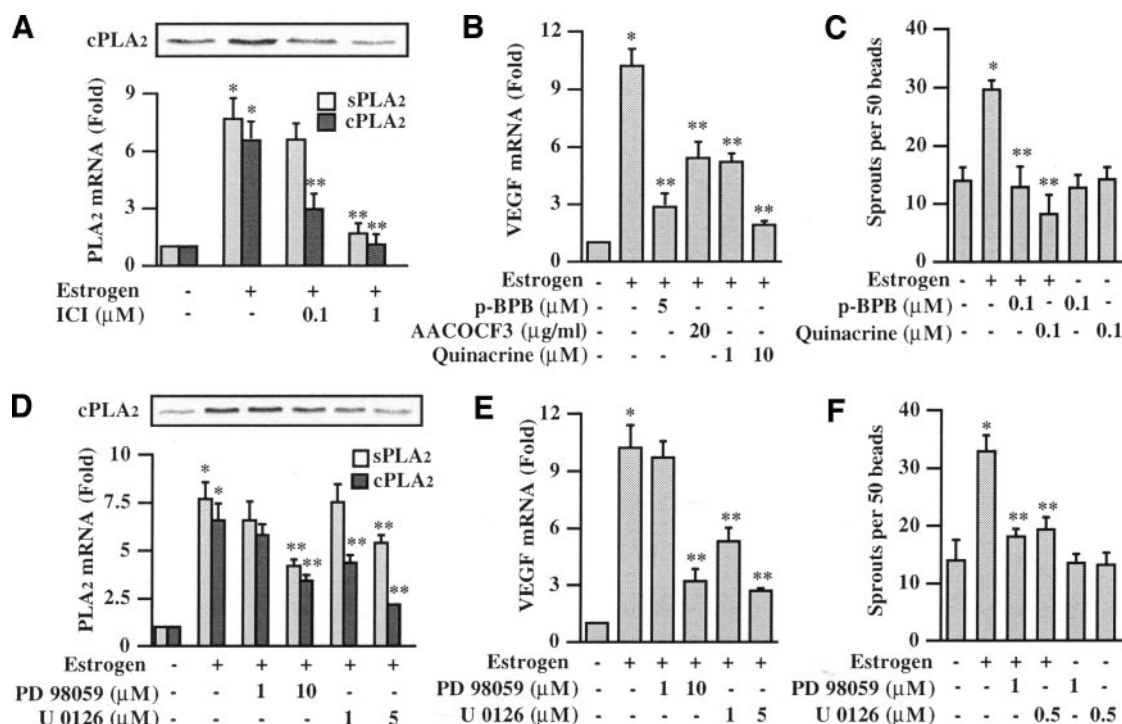 A
cPLA2
PLA2 mRNA (Fold)
9
6
3
0
*
*
**
**
**
sPLA2
cPLA2
Estrogen - + + +
ICI (μM) - - 0.1 1
B
VEGF mRNA (Fold)
12
9
6
3
0
*
**
**
**
**
Estrogen - + + + + +
p-BPB (μM) - - 5 - - -
AACOCF3 (μg/ml) - - - 20 - -
Quinacrine (μM) - - - - 1 10
C
Sprouts per 50 beads
40
30
20
10
0
*
**
**
Estrogen - + + + - -
p-BPB (μM) - - 0.1 - 0.1 -
Quinacrine (μM) - - - 0.1 - 0.1
D
cPLA2
PLA2 mRNA (Fold)
10
7.5
5
2.5
0
*
*
**
**
**
**
**
sPLA2
cPLA2
Estrogen - + + + + +
PD 98059 (μM) - - 1 10 - -
U 0126 (μM) - - - - 1 5
E
VEGF mRNA (Fold)
12
9
6
3
0
*
**
**
**
Estrogen - + + + + +
PD 98059 (μM) - - 1 10 - -
U 0126 (μM) - - - - 1 5
F
Sprouts per 50 beads
40
30
20
10
0
*
**
**
Estrogen - + + + - -
PD 98059 (μM) - - 1 - 1 -
U 0126 (μM) - - - 0.5 - 0.5